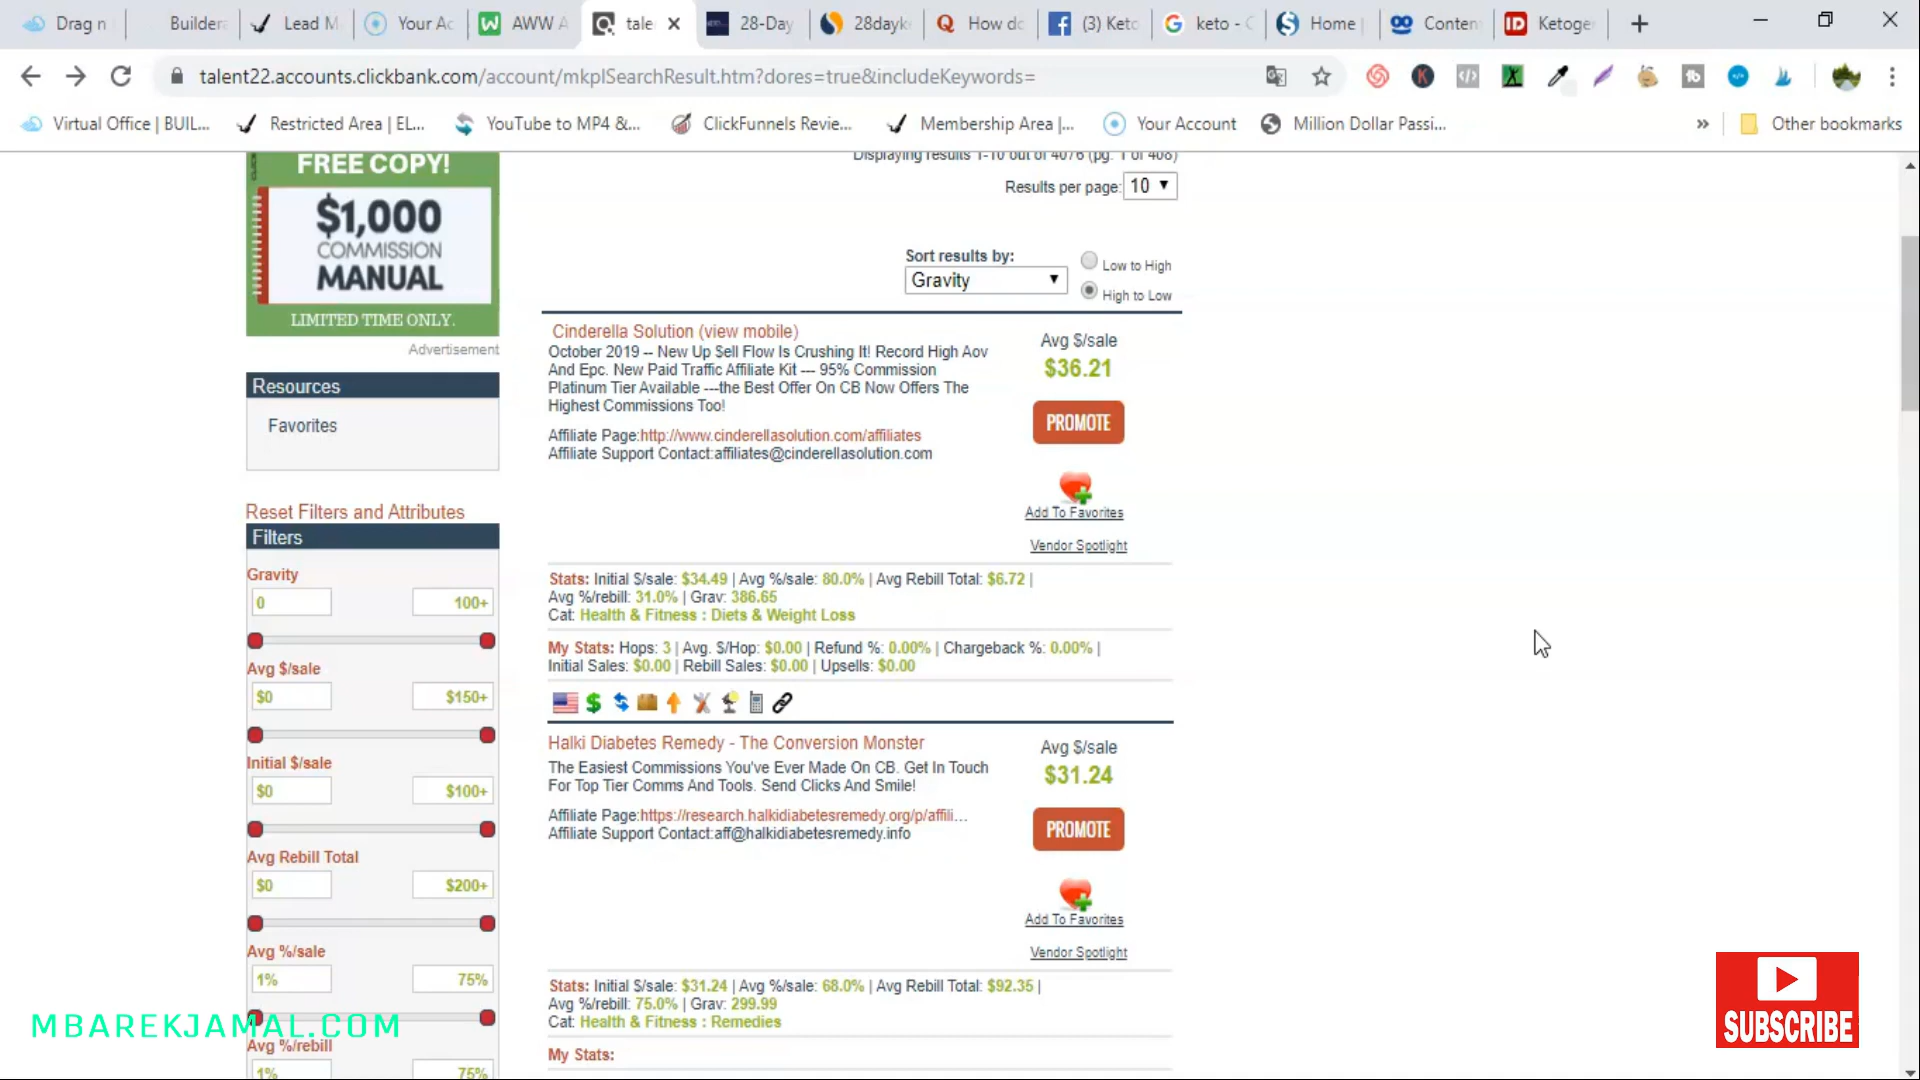 Drag n
Builder
Lead M
Your Ac
AWW A
tale
28-Day
28dayk
How do
(3) Keto
keto - G
Home |
Conten
Ketoge
talent22.accounts.clickbank.com/account/mkplSearchResult.htm?dores=true&includeKeywords=
Virtual Office | BUIL...
Restricted Area | EL...
YouTube to MP4 &...
ClickFunnels Revie...
Membership Area |...
Your Account
Million Dollar Passi...
»
Other bookmarks
FREE COPY!
$1,000
COMMISSION
MANUAL
LIMITED TIME ONLY.
Advertisement
Resources
Favorites
Reset Filters and Attributes
Filters
Gravity
0 100+
Avg $/sale
$0 $150+
Initial $/sale
$0 $100+
Avg Rebill Total
$0 $200+
Avg %/sale
1% 75%
Avg %/rebill
1% 75%
Displaying results 1-10 out of 4076 (pg. 1 of 408)
Results per page: 10
Sort results by:
Gravity
Low to High
High to Low
Cinderella Solution (view mobile)
October 2019 -- New Up $ell Flow Is Crushing It! Record High Aov
And Epc. New Paid Traffic Affiliate Kit --- 95% Commission
Platinum Tier Available ---the Best Offer On CB Now Offers The
Highest Commissions Too!
Affiliate Page:http://www.cinderellasolution.com/affiliates
Affiliate Support Contact:affiliates@cinderellasolution.com
Avg $/sale
$36.21
PROMOTE
Add To Favorites
Vendor Spotlight
Stats: Initial $/sale: $34.49 | Avg %/sale: 80.0% | Avg Rebill Total: $6.72 |
Avg %/rebill: 31.0% | Grav: 386.65
Cat: Health & Fitness : Diets & Weight Loss
My Stats: Hops: 3 | Avg. $/Hop: $0.00 | Refund %: 0.00% | Chargeback %: 0.00% |
Initial Sales: $0.00 | Rebill Sales: $0.00 | Upsells: $0.00
Halki Diabetes Remedy - The Conversion Monster
The Easiest Commissions You've Ever Made On CB. Get In Touch
For Top Tier Comms And Tools. Send Clicks And Smile!
Affiliate Page:https://research.halkidiabetesremedy.org/p/affili...
Affiliate Support Contact:aff@halkidiabetesremedy.info
Avg $/sale
$31.24
PROMOTE
Add To Favorites
Vendor Spotlight
Stats: Initial $/sale: $31.24 | Avg %/sale: 68.0% | Avg Rebill Total: $92.35 |
Avg %/rebill: 75.0% | Grav: 299.99
Cat: Health & Fitness : Remedies
My Stats:
MBAREKJAMAL.COM
SUBSCRIBE